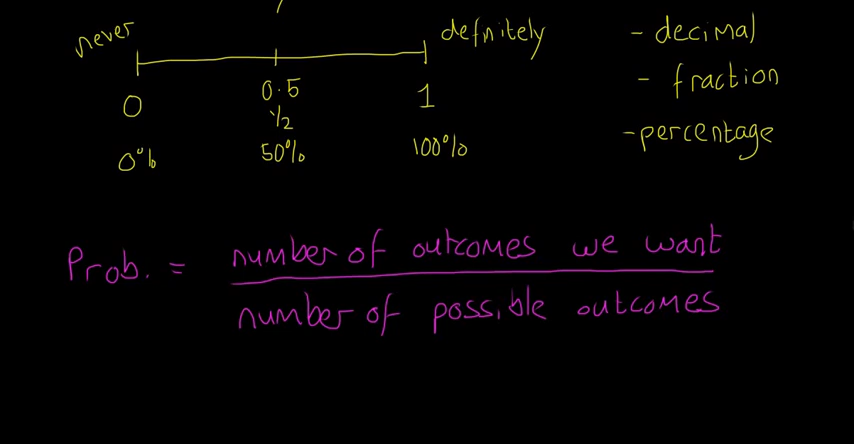 never
definitely
- decimal
0
0.5
1
- fraction
1/2
0%
50%
100%
- percentage
Prob. = number of outcomes we want
number of possible outcomes